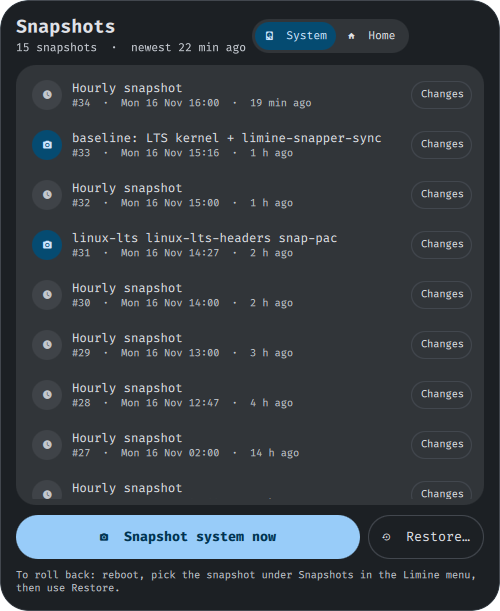 Snapshots
15 snapshots · newest 22 min ago
System
Home
Hourly snapshot
#34 · Mon 16 Nov 16:00 · 19 min ago
Changes
baseline: LTS kernel + limine-snapper-sync
#33 · Mon 16 Nov 15:16 · 1 h ago
Changes
Hourly snapshot
#32 · Mon 16 Nov 15:00 · 1 h ago
Changes
linux-lts linux-lts-headers snap-pac
#31 · Mon 16 Nov 14:27 · 2 h ago
Changes
Hourly snapshot
#30 · Mon 16 Nov 14:00 · 2 h ago
Changes
Hourly snapshot
#29 · Mon 16 Nov 13:00 · 3 h ago
Changes
Hourly snapshot
#28 · Mon 16 Nov 12:47 · 4 h ago
Changes
Hourly snapshot
#27 · Mon 16 Nov 02:00 · 14 h ago
Changes
Hourly snapshot
Changes
Snapshot system now
Restore…
To roll back: reboot, pick the snapshot under Snapshots in the Limine menu,
then use Restore.